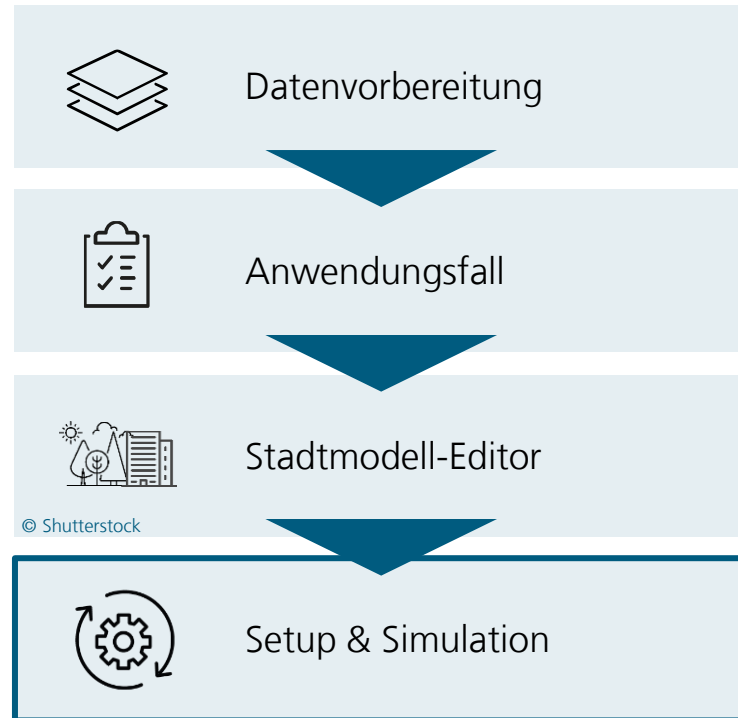 Datenvorbereitung
Anwendungsfall
Stadtmodell-Editor
© Shutterstock
Setup & Simulation